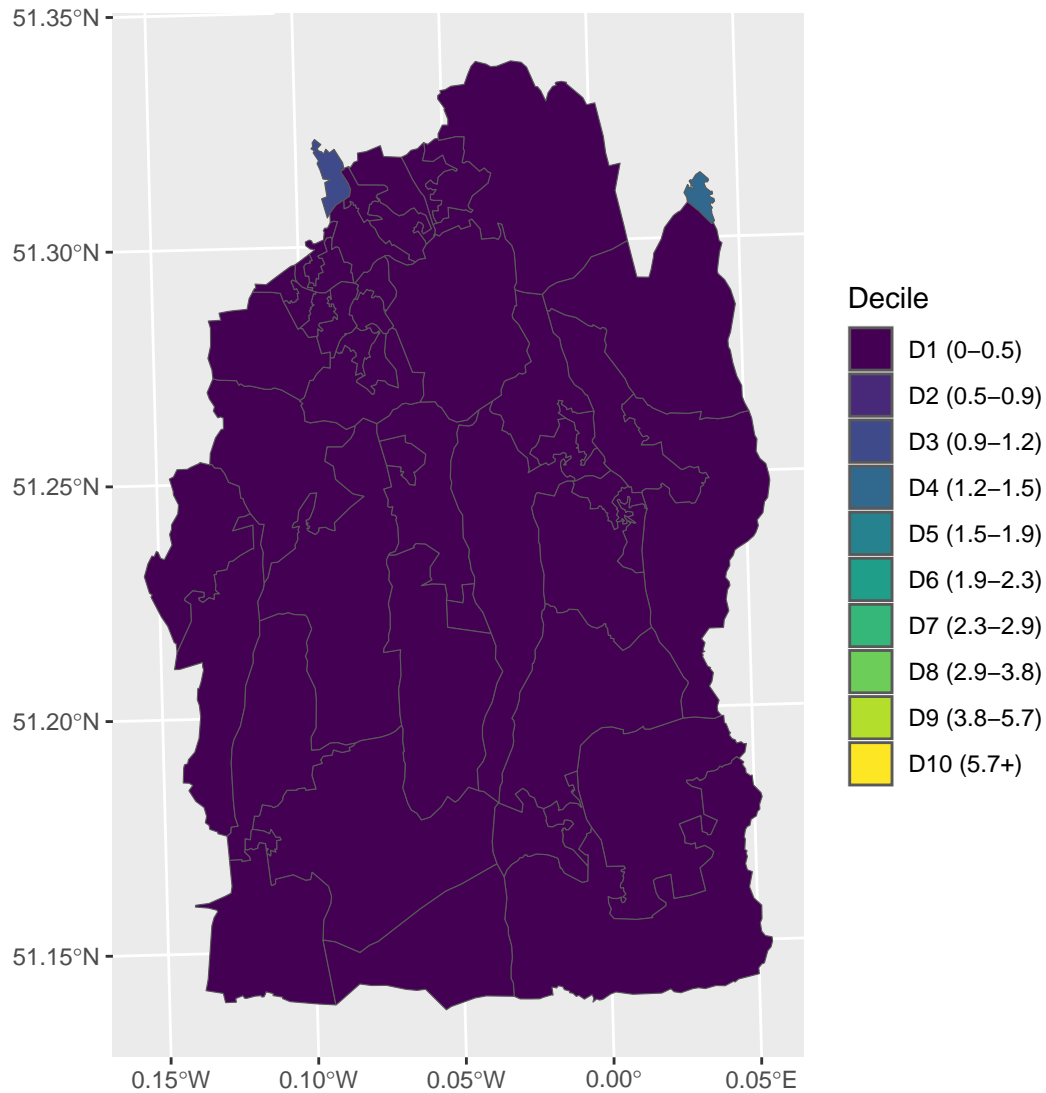 51.35°N
51.30°N
51.25°N
51.20°N
51.15°N
0.15°W
0.10°W
0.05°W
0.00°
0.05°E
Decile
D1 (0−0.5)
D2 (0.5−0.9)
D3 (0.9−1.2)
D4 (1.2−1.5)
D5 (1.5−1.9)
D6 (1.9−2.3)
D7 (2.3−2.9)
D8 (2.9−3.8)
D9 (3.8−5.7)
D10 (5.7+)